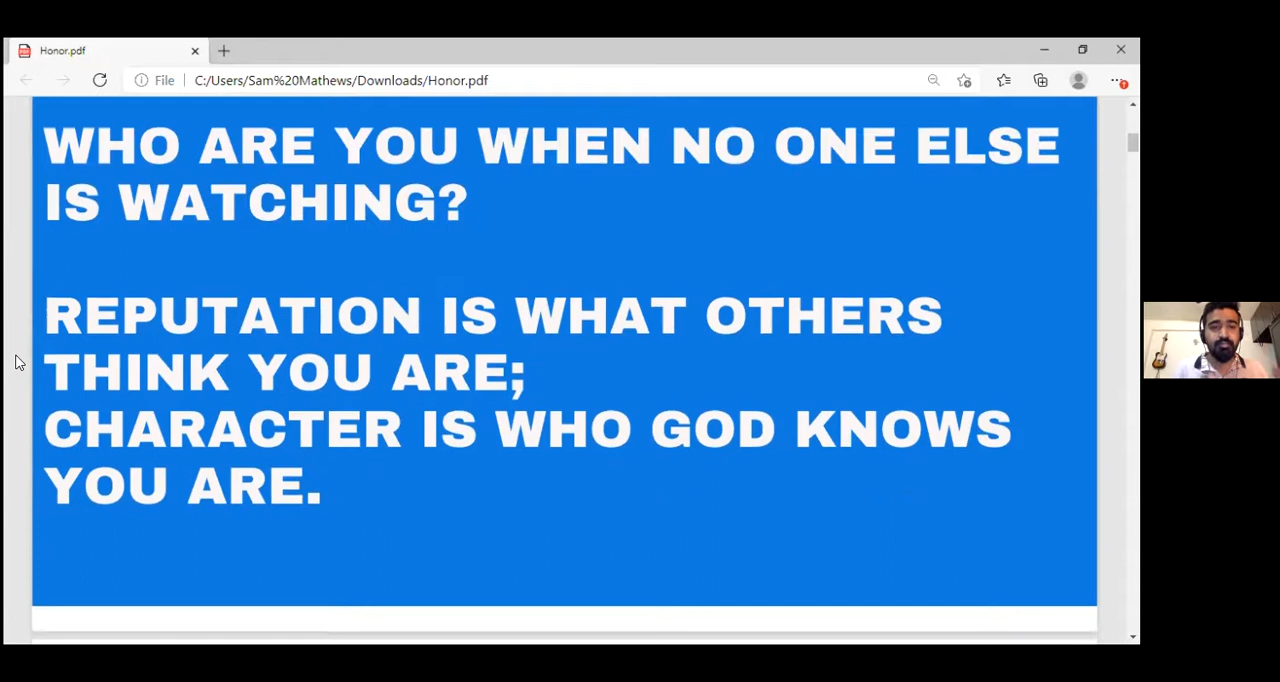 Honor.pdf
File
C:/Users/Sam%20Mathews/Downloads/Honor.pdf
WHO ARE YOU WHEN NO ONE ELSE
IS WATCHING?
REPUTATION IS WHAT OTHERS
THINK YOU ARE;
CHARACTER IS WHO GOD KNOWS
YOU ARE.